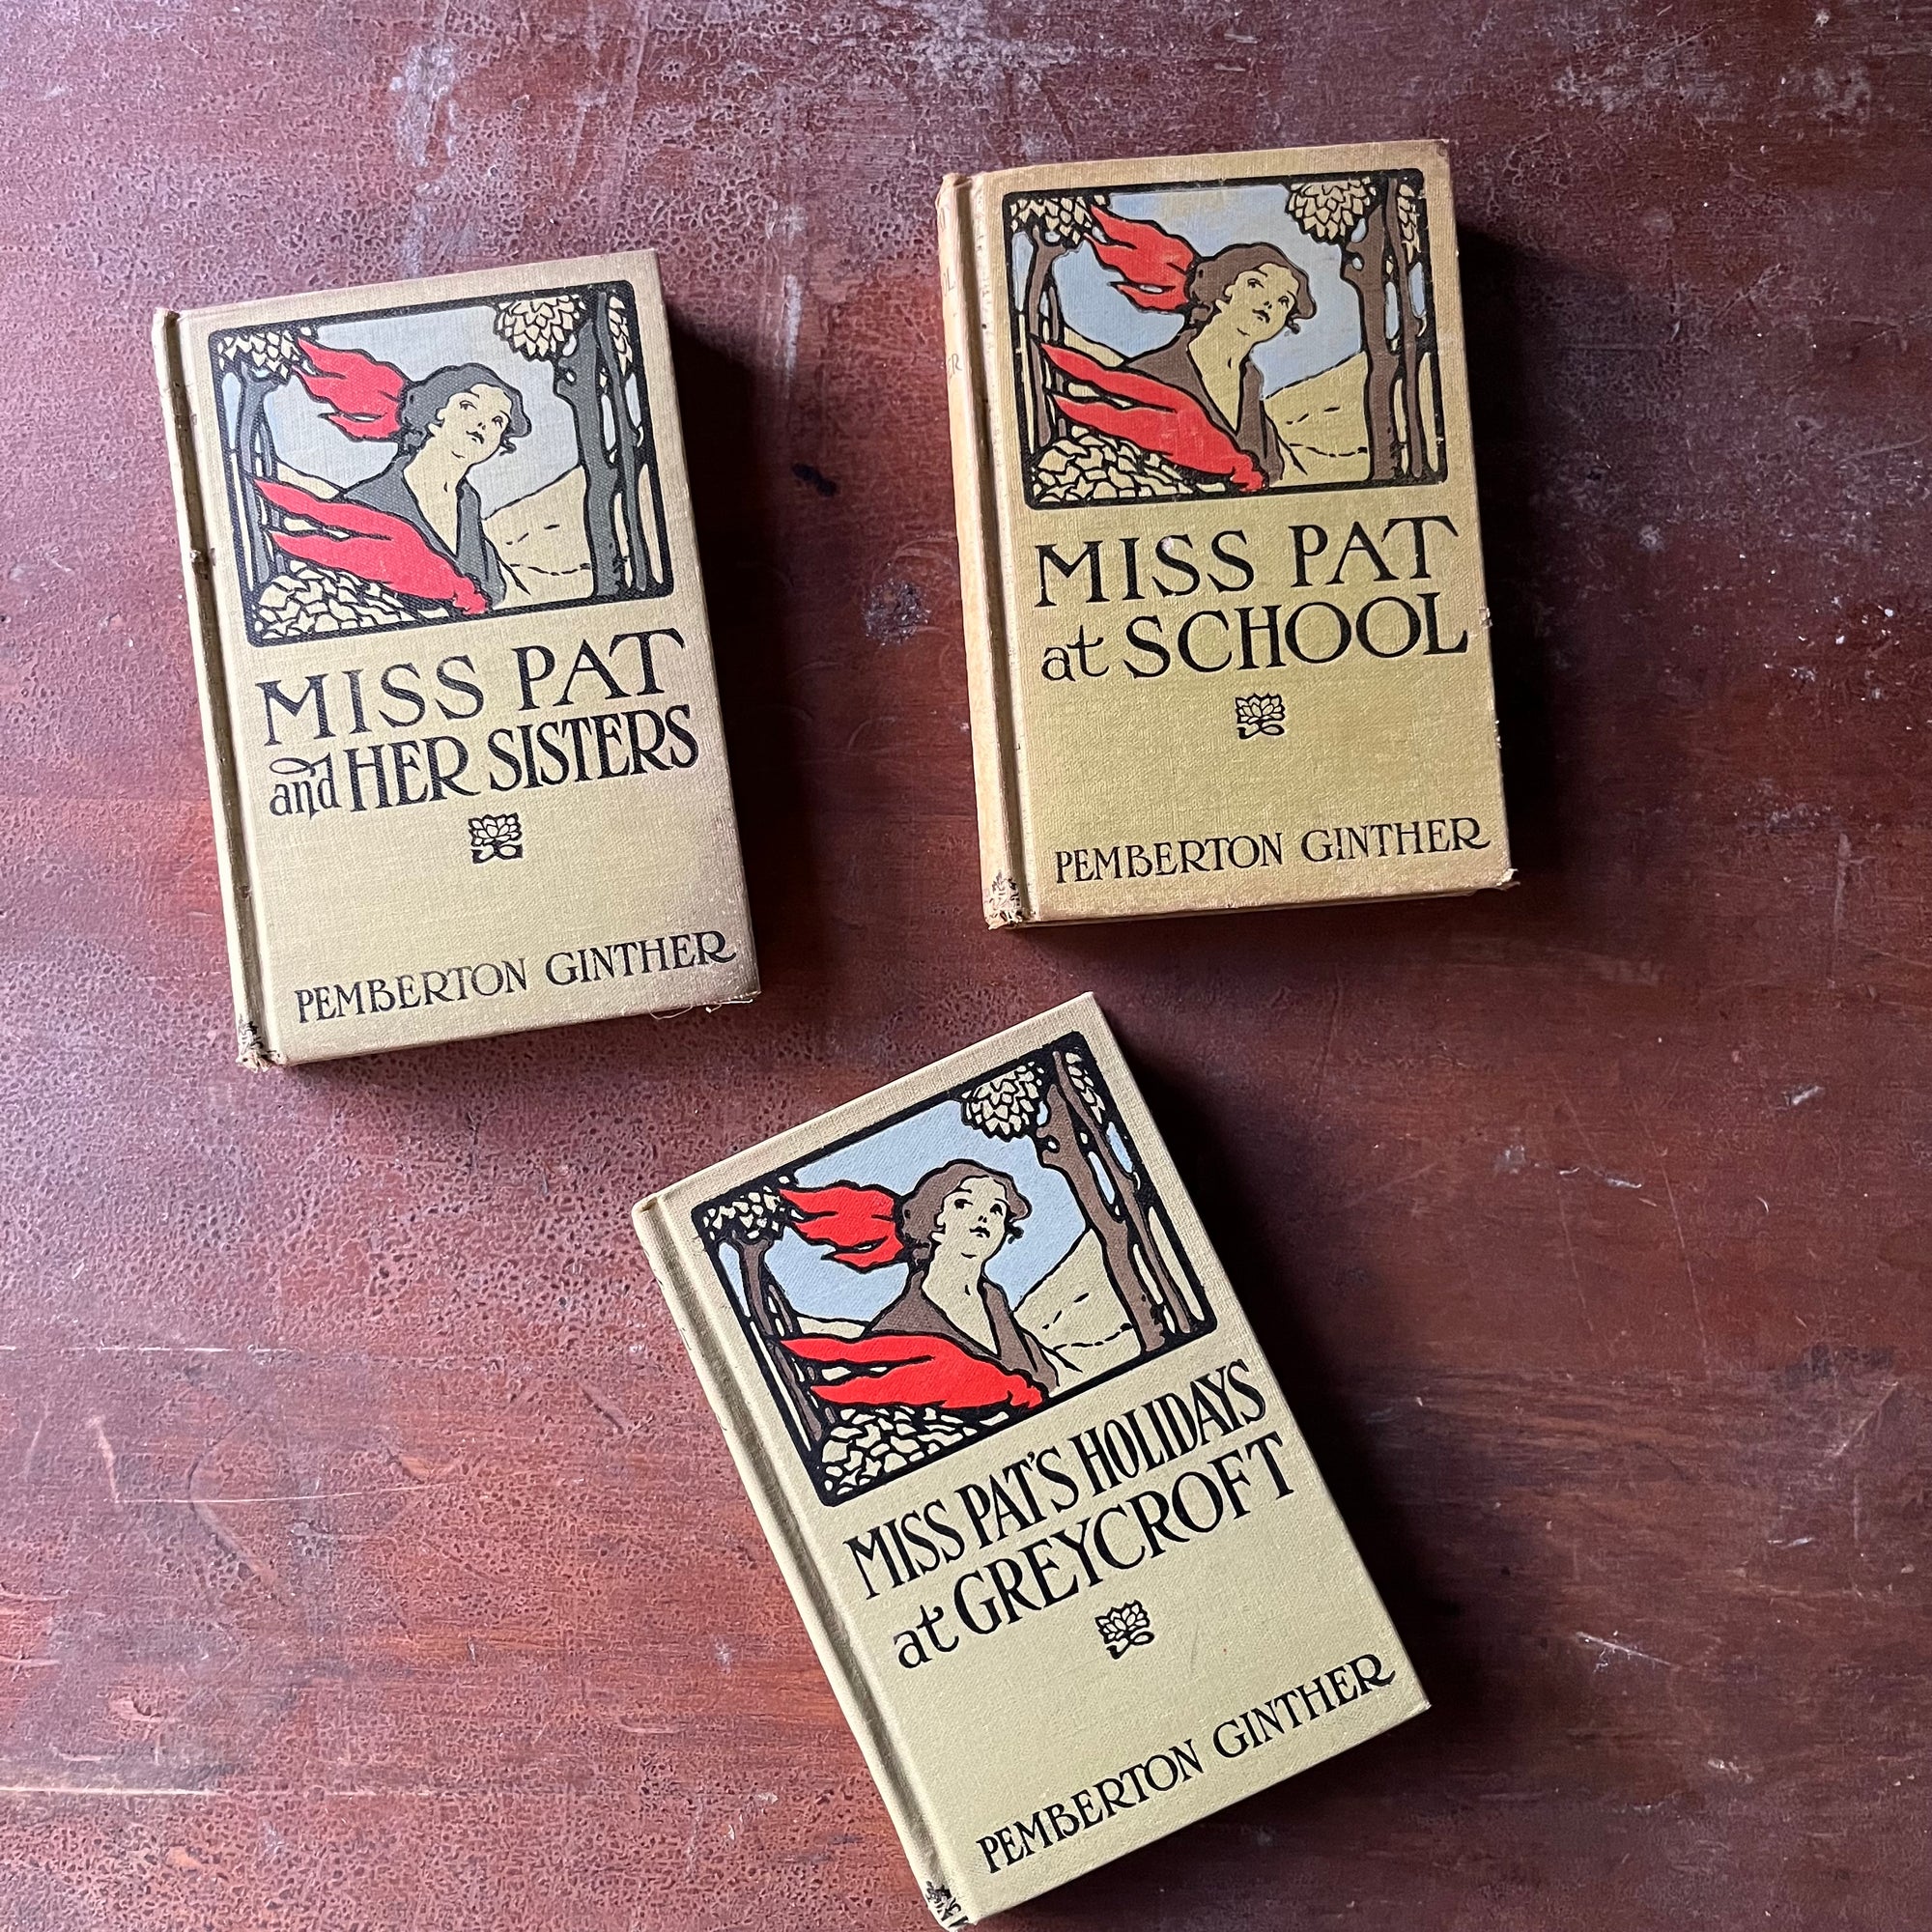 MISS PAT
and HER SISTERS
PEMBERTON GINTHER
MISS PAT
at SCHOOL
PEMBERTON GINTHER
MISS PAT'S HOLIDAYS
at GREYCROFT
PEMBERTON GINTHER